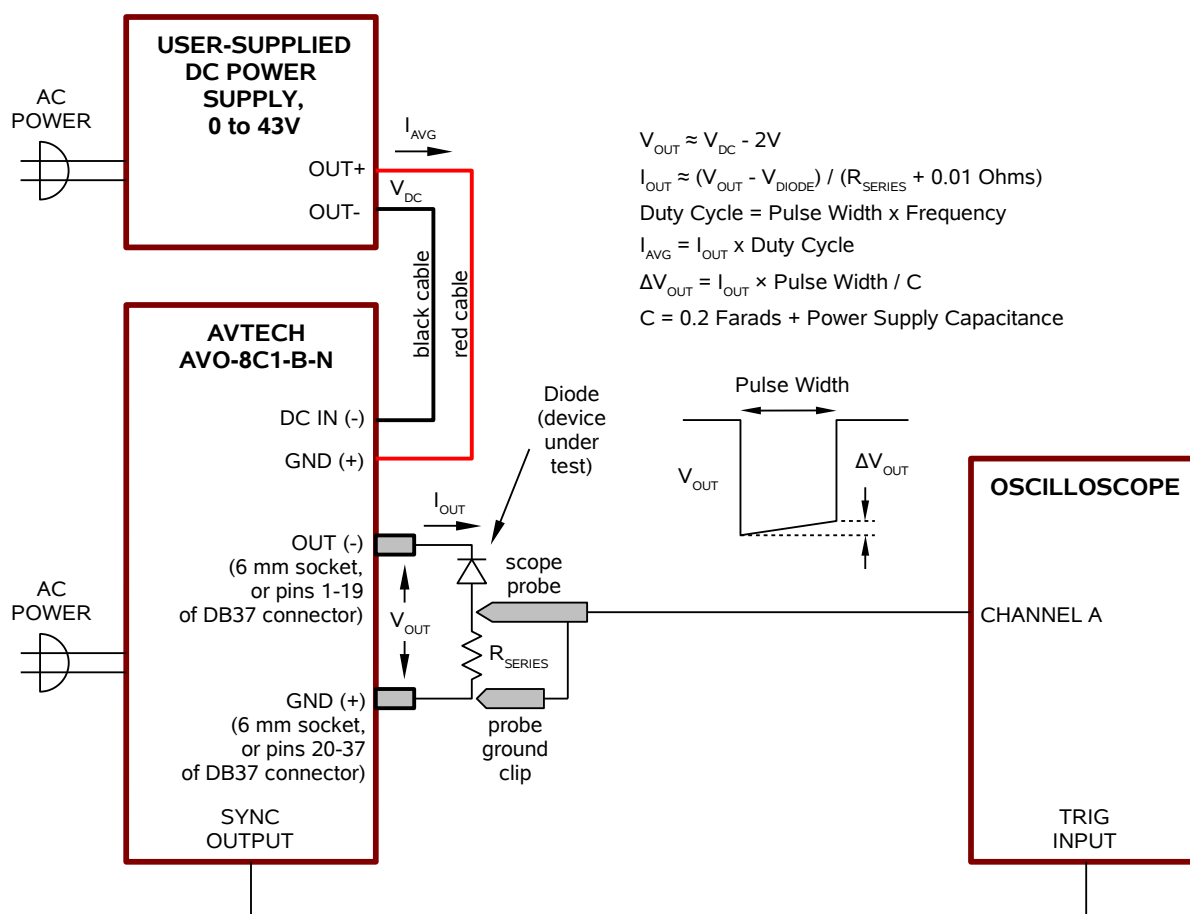 USER-SUPPLIED
DC POWER
SUPPLY,
0 to 43V
AC
POWER
I_AVG
OUT+
V_DC
OUT-
black cable
red cable
V_OUT ≈ V_DC - 2V
I_OUT ≈ (V_OUT - V_DIODE) / (R_SERIES + 0.01 Ohms)
Duty Cycle = Pulse Width x Frequency
I_AVG = I_OUT x Duty Cycle
ΔV_OUT = I_OUT × Pulse Width / C
C = 0.2 Farads + Power Supply Capacitance
AVTECH
AVO-8C1-B-N
DC IN (-)
GND (+)
Diode
(device
under
test)
Pulse Width
V_OUT
ΔV_OUT
OSCILLOSCOPE
I_OUT
OUT (-)
(6 mm socket,
or pins 1-19
of DB37 connector)
scope
probe
AC
POWER
V_OUT
R_SERIES
CHANNEL A
GND (+)
(6 mm socket,
or pins 20-37
of DB37 connector)
probe
ground
clip
SYNC
OUTPUT
TRIG
INPUT